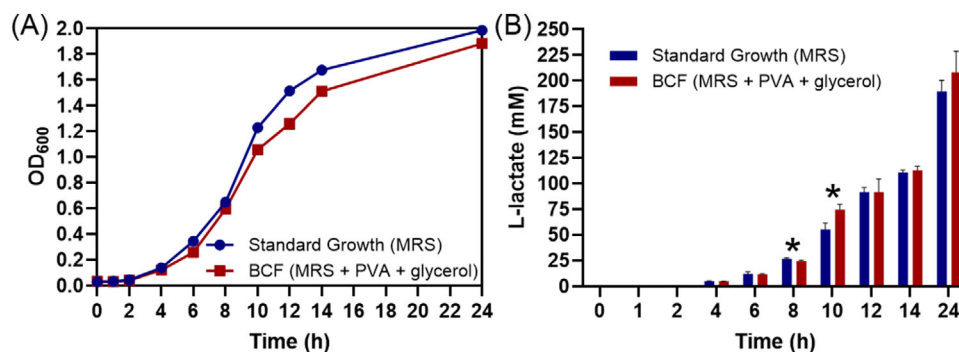 (A)
2.0
1.8
1.6
1.4
1.2
1.0
0.8
0.6
0.4
0.2
0.0
OD600
Standard Growth (MRS)
BCF (MRS + PVA + glycerol)
0 2 4 6 8 10 12 14 16 18 20 22 24
Time (h)
(B)
250
225
200
175
150
125
100
75
50
25
0
L-lactate (mM)
Standard Growth (MRS)
BCF (MRS + PVA + glycerol)
*
*
0 1 2 4 6 8 10 12 14 24
Time (h)